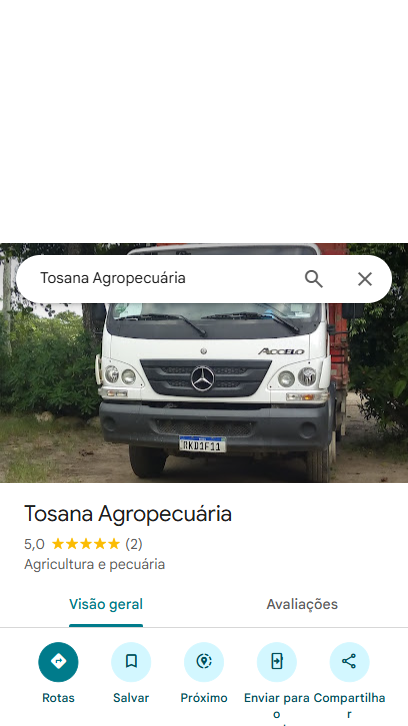 Tosana Agropecuária
ACCELO
RKD1F11
Tosana Agropecuária
5,0 (2)
Agricultura e pecuária
Visão geral
Avaliações
Rotas
Salvar
Próximo
Enviar para o
Compartilhar